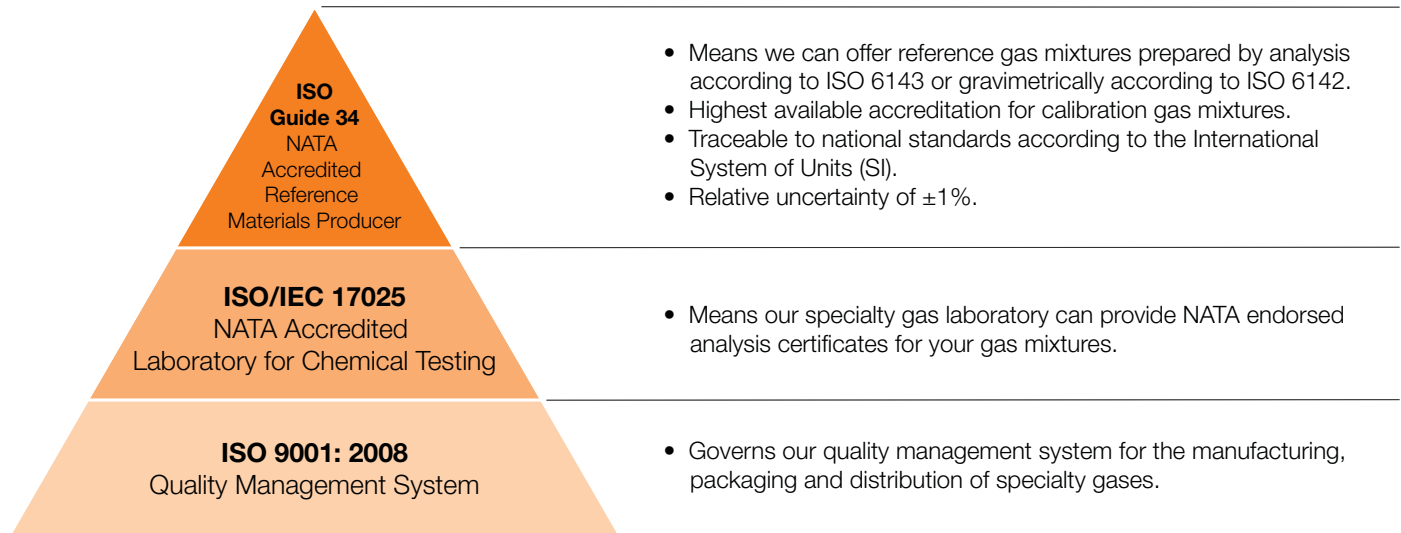 ISO
Guide 34
NATA
Accredited
Reference
Materials Producer
• Means we can offer reference gas mixtures prepared by analysis
according to ISO 6143 or gravimetrically according to ISO 6142.
• Highest available accreditation for calibration gas mixtures.
• Traceable to national standards according to the International
System of Units (SI).
• Relative uncertainty of ±1%.
ISO/IEC 17025
NATA Accredited
Laboratory for Chemical Testing
• Means our specialty gas laboratory can provide NATA endorsed
analysis certificates for your gas mixtures.
ISO 9001: 2008
Quality Management System
• Governs our quality management system for the manufacturing,
packaging and distribution of specialty gases.